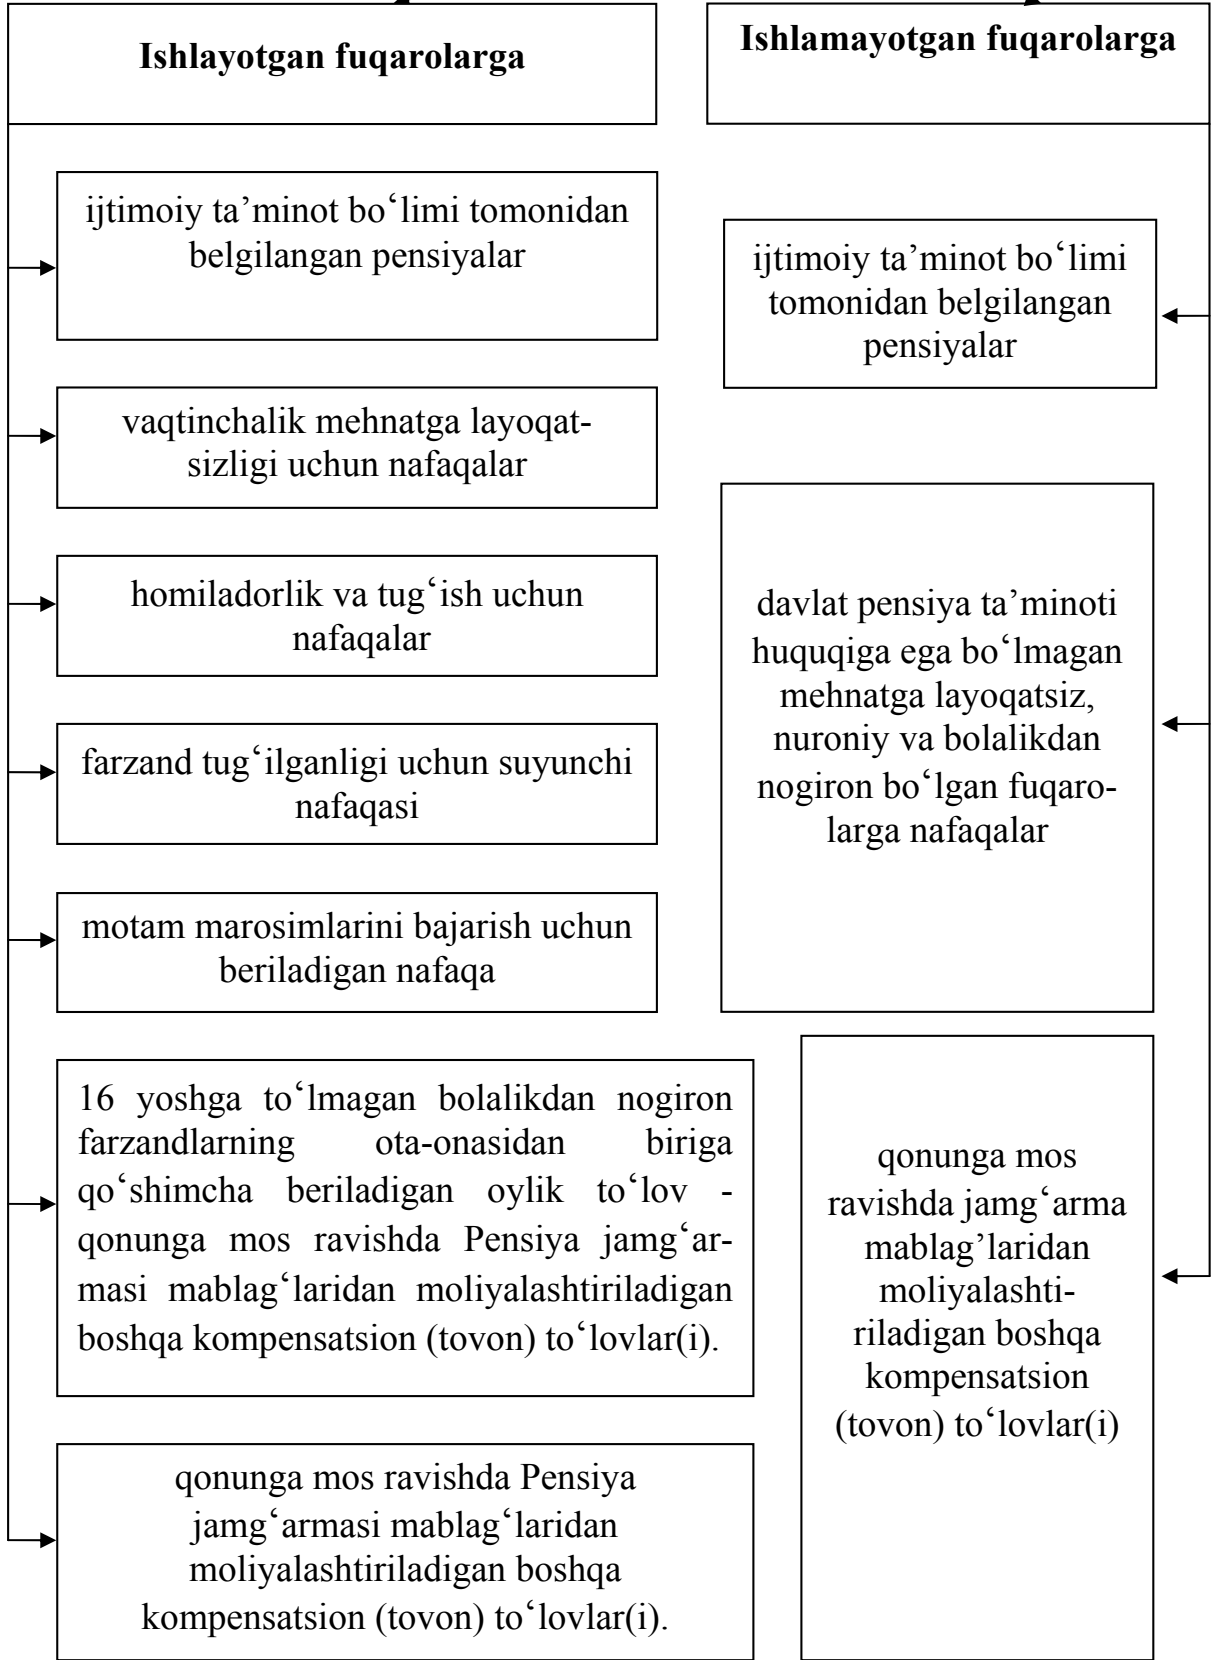 Ishlayotgan fuqarolarga
ijtimoiy ta’minot bo‘limi tomonidan
belgilangan pensiyalar
vaqtinchalik mehnatga layoqat-
sizligi uchun nafaqalar
homiladorlik va tug‘ish uchun
nafaqalar
farzand tug‘ilganligi uchun suyunchi
nafaqasi
motam marosimlarini bajarish uchun
beriladigan nafaqa
16 yoshga to‘lmagan bolalikdan nogiron
farzandlarning ota-onasidan biriga
qo‘shimcha beriladigan oylik to‘lov -
qonunga mos ravishda Pensiya jamg‘ar-
masi mablag‘laridan moliyalashtiriladigan
boshqa kompensatsion (tovon) to‘lovlar(i).
qonunga mos ravishda Pensiya
jamg‘armasi mablag‘laridan
moliyalashtiriladigan boshqa
kompensatsion (tovon) to‘lovlar(i).
Ishlamayotgan fuqarolarga
ijtimoiy ta’minot bo‘limi
tomonidan belgilangan
pensiyalar
davlat pensiya ta’minoti
huquqiga ega bo‘lmagan
mehnatga layoqatsiz,
nuroniy va bolalikdan
nogiron bo‘lgan fuqaro-
larga nafaqalar
qonunga mos
ravishda jamg‘arma
mablag’laridan
moliyalashti-
riladigan boshqa
kompensatsion
(tovon) to‘lovlar(i)